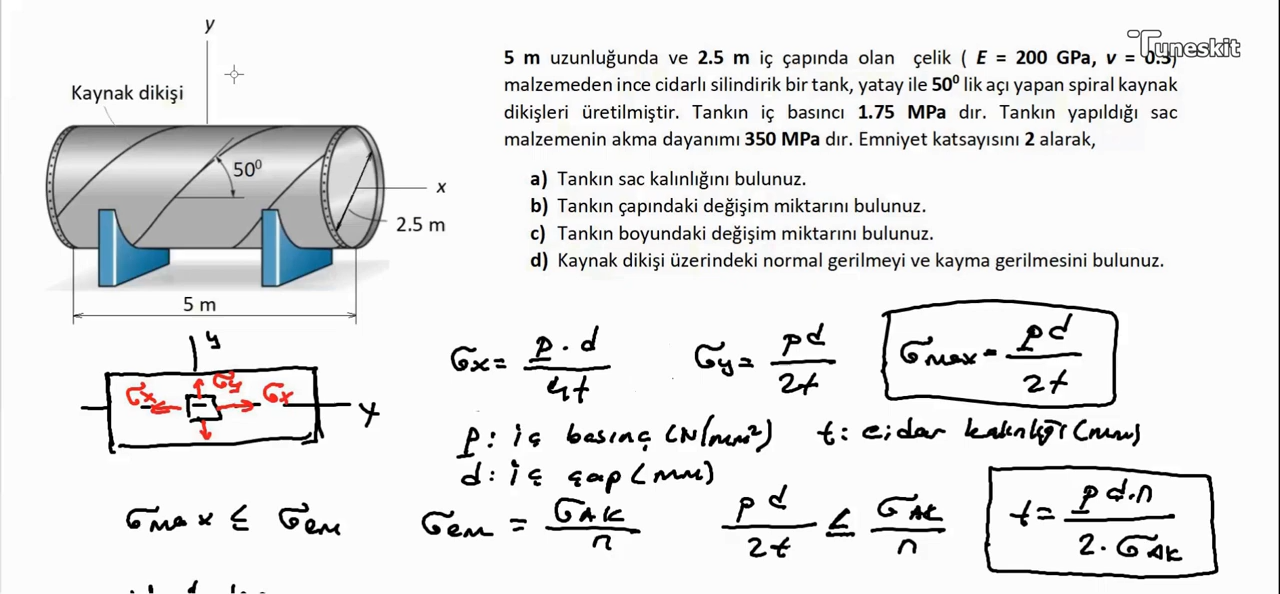 y
Tuneskit
5 m uzunluğunda ve 2.5 m iç çapında olan çelik ( E = 200 GPa, v = 0.3)
Kaynak dikişi
malzemeden ince cidarlı silindirik bir tank, yatay ile 50⁰ lik açı yapan spiral kaynak
dikişleri üretilmiştir. Tankın iç basıncı 1.75 MPa dır. Tankın yapıldığı sac
malzemenin akma dayanımı 350 MPa dır. Emniyet katsayısını 2 alarak,
50⁰
x
2.5 m
a) Tankın sac kalınlığını bulunuz.
b) Tankın çapındaki değişim miktarını bulunuz.
c) Tankın boyundaki değişim miktarını bulunuz.
d) Kaynak dikişi üzerindeki normal gerilmeyi ve kayma gerilmesini bulunuz.
5 m
y
σx σy σx
x
σx = p . d / 4t
σy = pd / 2t
σmax = pd / 2t
p : iç basınç (N/mm²) t : cidar kalınlığı (mm)
d : iç çap (mm)
σmax ≤ σem
σem = σAK / n
pd / 2t ≤ σAK / n
t = pd.n / 2. σAK